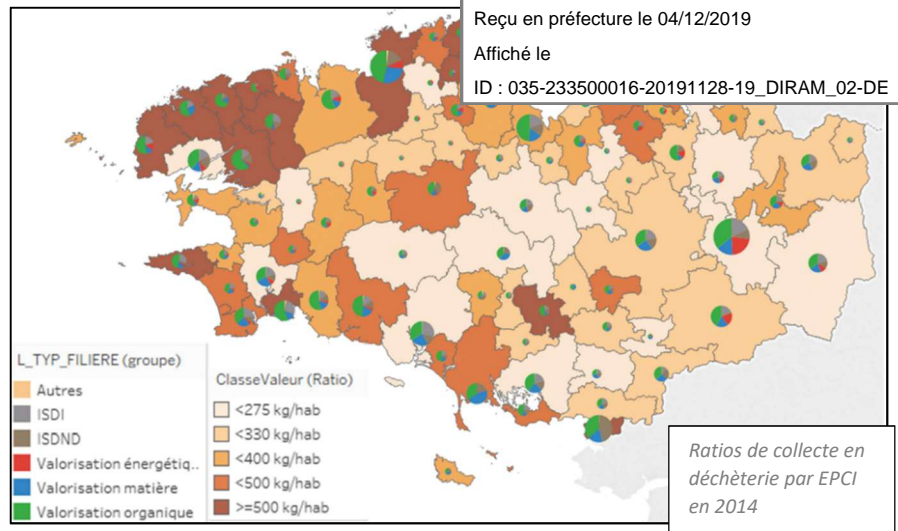 Reçu en préfecture le 04/12/2019
Affiché le
ID : 035-233500016-20191128-19_DIRAM_02-DE
L_TYP_FILIERE (groupe)
Autres
ISDI
ISDND
Valorisation énergétiq..
Valorisation matière
Valorisation organique
ClasseValeur (Ratio)
<275 kg/hab
<330 kg/hab
<400 kg/hab
<500 kg/hab
>=500 kg/hab
Ratios de collecte en
déchèterie par EPCI
en 2014